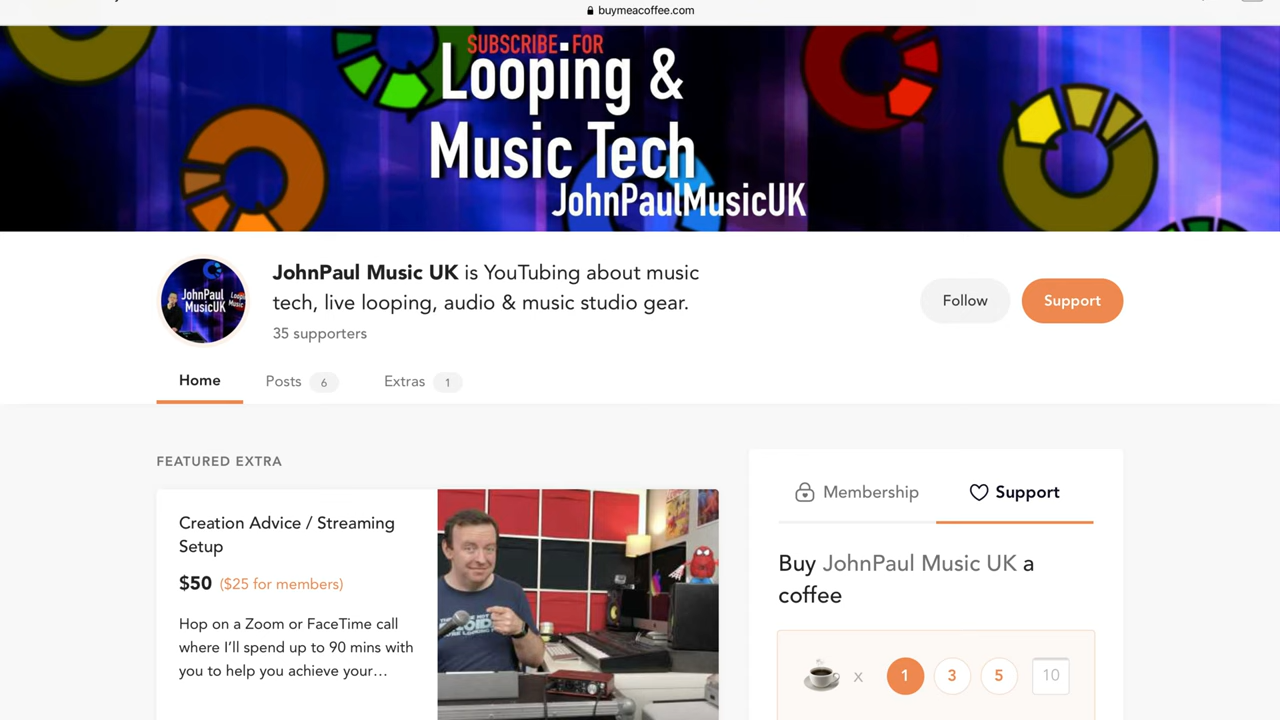 buymeacoffee.com
SUBSCRIBE FOR
Looping &
Music Tech
JohnPaulMusicUK
JohnPaul
MusicUK
JohnPaul Music UK is YouTubing about music
tech, live looping, audio & music studio gear.
35 supporters
Follow
Support
Home
Posts 6
Extras 1
FEATURED EXTRA
Creation Advice / Streaming
Setup
$50 ($25 for members)
Hop on a Zoom or FaceTime call
where I'll spend up to 90 mins with
you to help you achieve your...
Membership
Support
Buy JohnPaul Music UK a
coffee
x 1 3 5 10